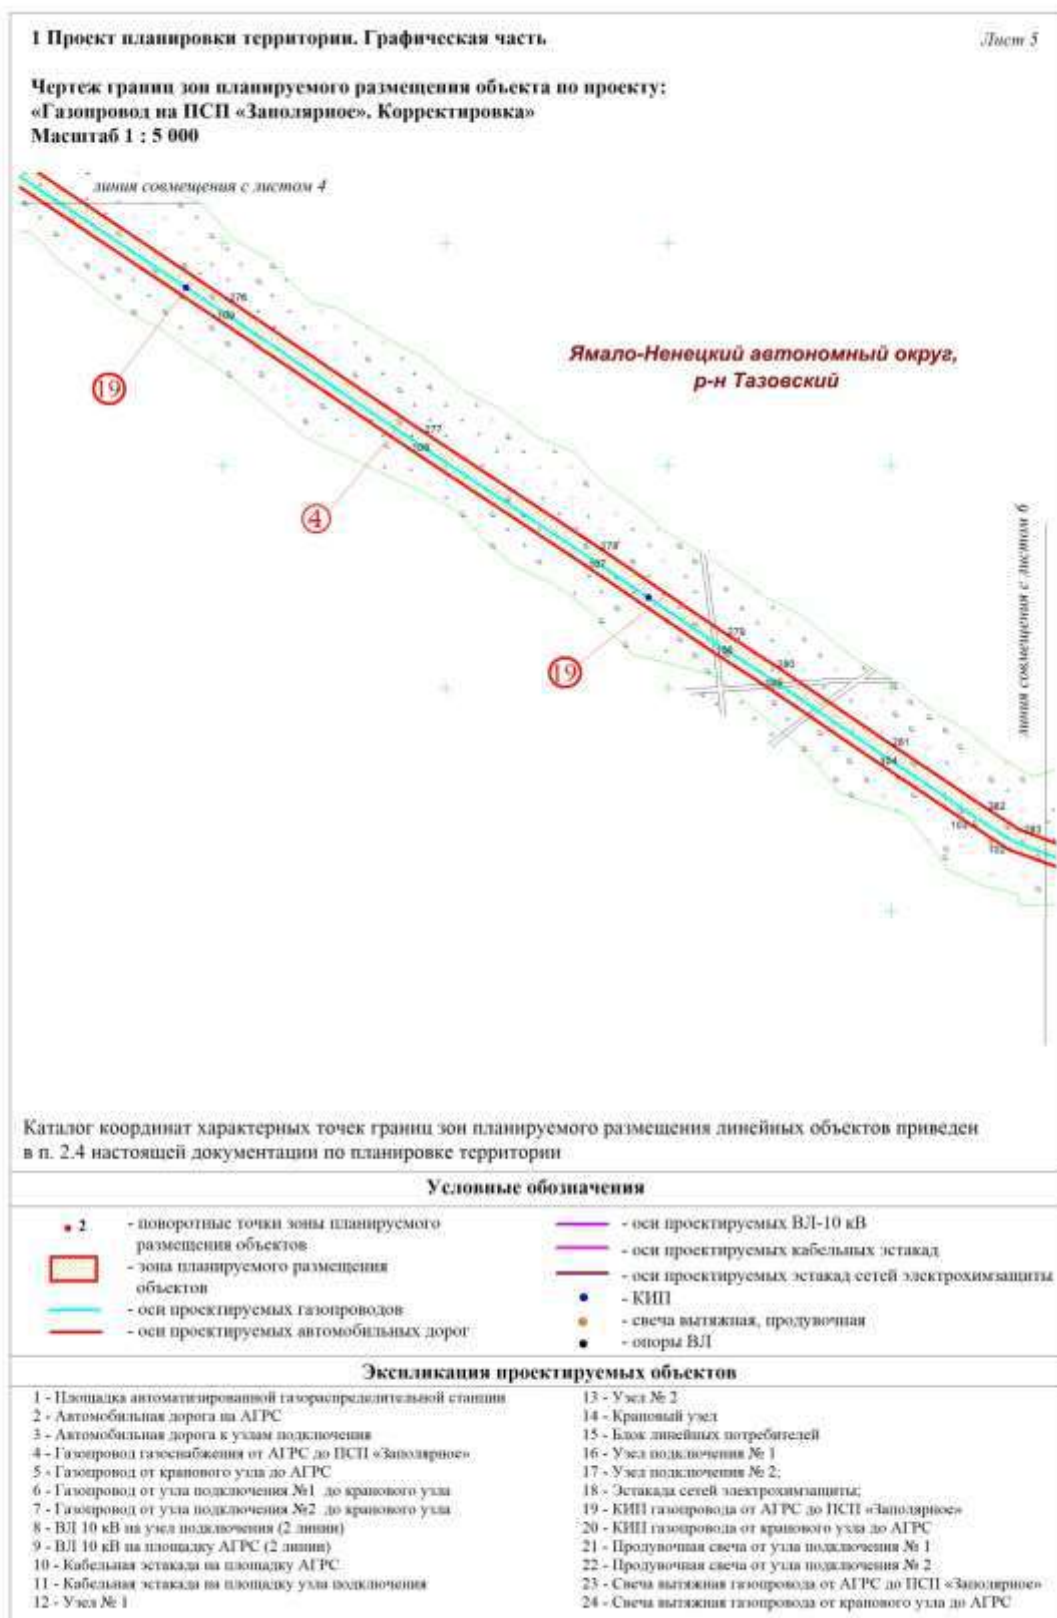 1 Проект планировки территории. Графическая часть
Лист 5
Чертеж границ зон планируемого размещения объекта по проекту:
«Газопровод на ПСП «Заполярное». Корректировка»
Масштаб 1 : 5 000
линия совмещения с листом 4
276
109
19
Ямало-Ненецкий автономный округ,
р-н Тазовский
277
108
4
278
107
линия совмещения с листом 6
279
19
280
281
104
282
283
Каталог координат характерных точек границ зон планируемого размещения линейных объектов приведен
в п. 2.4 настоящей документации по планировке территории
Условные обозначения
2 - поворотные точки зоны планируемого
размещения объектов
- зона планируемого размещения
объектов
- оси проектируемых газопроводов
- оси проектируемых автомобильных дорог
- оси проектируемых ВЛ-10 кВ
- оси проектируемых кабельных эстакад
- оси проектируемых эстакад сетей электрохимзащиты
- КИП
- свеча вытяжная, продувочная
- опоры ВЛ
Экспликация проектируемых объектов
1 - Площадка автоматизированной газораспределительной станции
2 - Автомобильная дорога на АГРС
3 - Автомобильная дорога к узлам подключения
4 - Газопровод газоснабжения от АГРС до ПСП «Заполярное»
5 - Газопровод от кранового узла до АГРС
6 - Газопровод от узла подключения №1 до кранового узла
7 - Газопровод от узла подключения №2 до кранового узла
8 - ВЛ 10 кВ на узел подключения (2 линии)
9 - ВЛ 10 кВ на площадку АГРС (2 линии)
10 - Кабельная эстакада на площадку АГРС
11 - Кабельная эстакада на площадку узла подключения
12 - Узел № 1
13 - Узел № 2
14 - Крановый узел
15 - Блок линейных потребителей
16 - Узел подключения № 1
17 - Узел подключения № 2;
18 - Эстакада сетей электрохимзащиты;
19 - КИП газопровода от АГРС до ПСП «Заполярное»
20 - КИП газопровода от кранового узла до АГРС
21 - Продувочная свеча от узла подключения № 1
22 - Продувочная свеча от узла подключения № 2
23 - Свеча вытяжная газопровода от АГРС до ПСП «Заполярное»
24 - Свеча вытяжная газопровода от кранового узла до АГРС